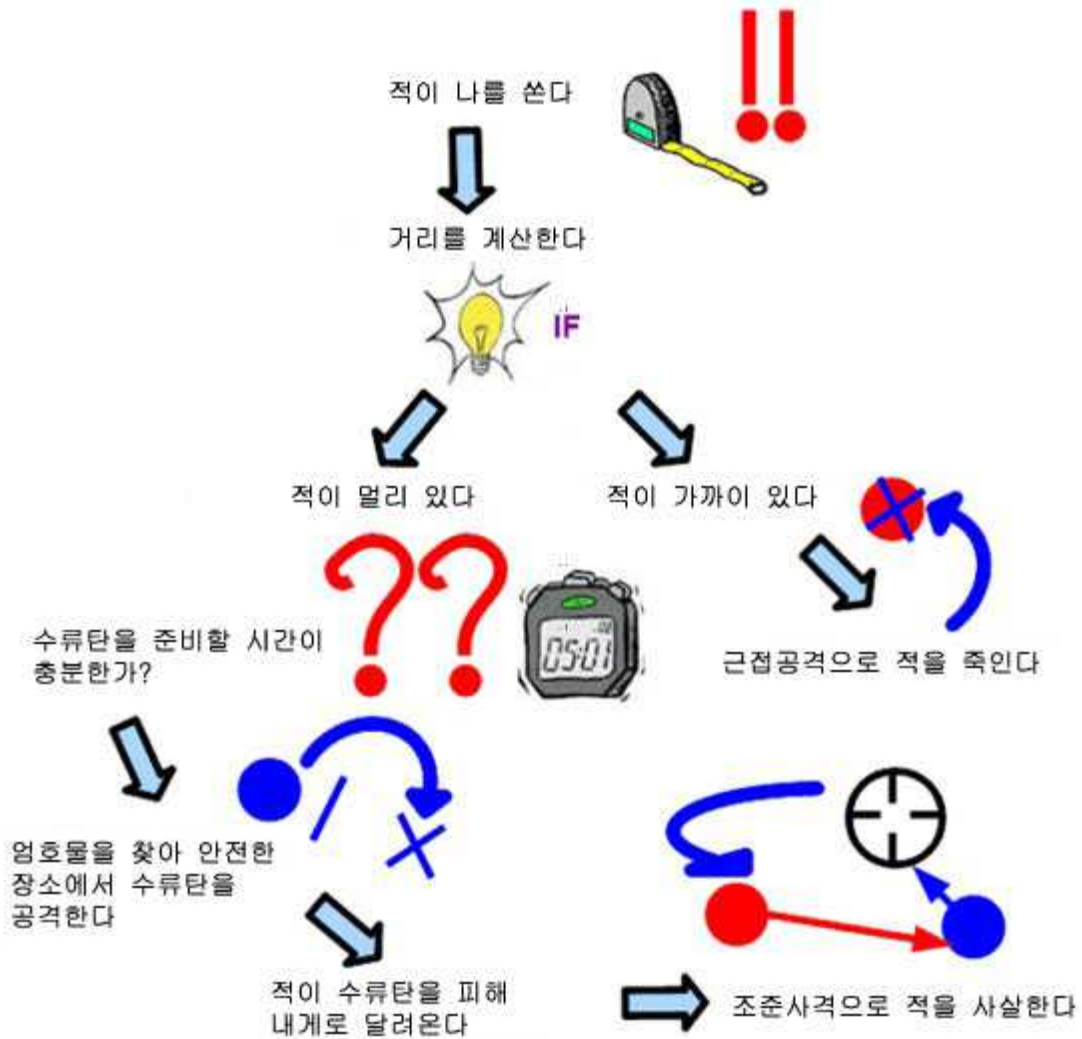 적이 나를 쏜다
거리를 계산한다
IF
적이 멀리 있다
적이 가까이 있다
05:01
수류탄을 준비할 시간이
충분한가?
근접공격으로 적을 죽인다
엄호물을 찾아 안전한
장소에서 수류탄을
공격한다
적이 수류탄을 피해
내게로 달려온다
조준사격으로 적을 사살한다